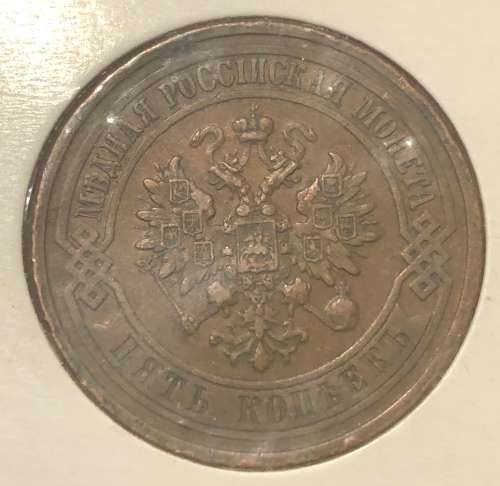 МѢДНАЯ РОССІЙСКАЯ МОНЕТА
ПЯТЬ КОПѢЕКЪ